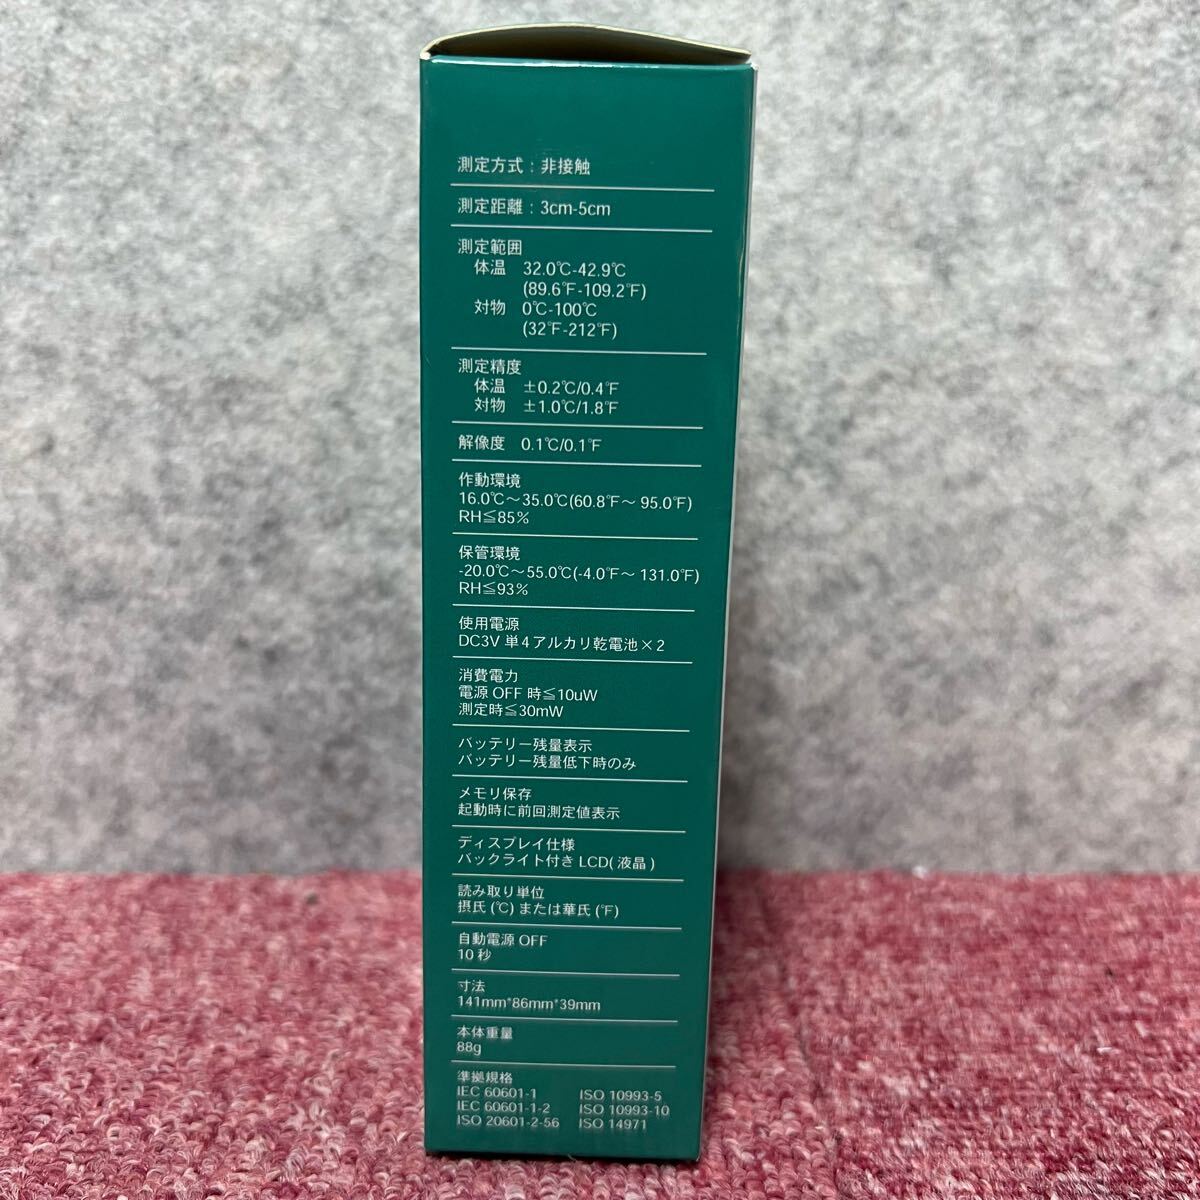 測定方式：非接触
測定距離：3cm-5cm
測定範囲
体温 32.0℃-42.9℃
(89.6℉-109.2℉)
対物 0℃-100℃
(32℉-212℉)
測定精度
体温 ±0.2℃/0.4℉
対物 ±1.0℃/1.8℉
解像度 0.1℃/0.1℉
作動環境
16.0℃～35.0℃(60.8℉～ 95.0℉)
RH≦85%
保管環境
-20.0℃～55.0℃(-4.0℉～ 131.0℉)
RH≦93%
使用電源
DC3V 単4アルカリ乾電池×2
消費電力
電源 OFF 時≦10uW
測定時≦30mW
バッテリー残量表示
バッテリー残量低下時のみ
メモリ保存
起動時に前回測定値表示
ディスプレイ仕様
バックライト付き LCD( 液晶 )
読み取り単位
摂氏 (℃) または華氏 (℉)
自動電源 OFF
10 秒
寸法
141mm*86mm*39mm
本体重量
88g
準拠規格
IEC 60601-1 ISO 10993-5
IEC 60601-1-2 ISO 10993-10
ISO 20601-2-56 ISO 14971